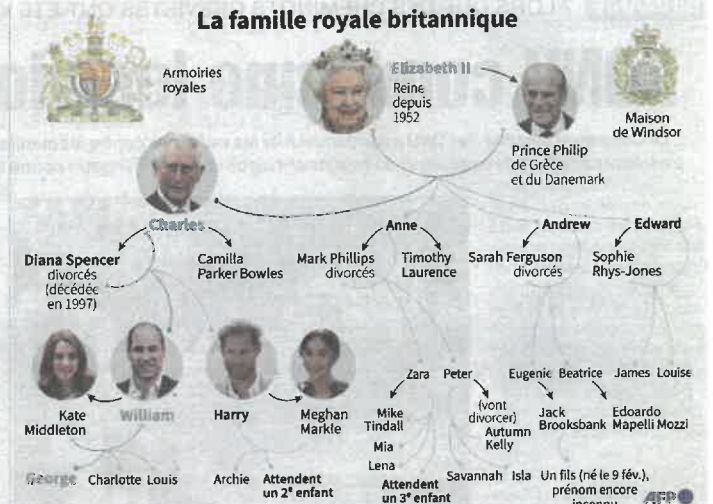 La famille royale britannique
Armoiries
royales
Elizabeth II
Reine
depuis
1952
Prince Philip
de Grèce
et du Danemark
Maison
de Windsor
Charles
Anne
Andrew
Edward
Diana Spencer
divorcés
(décédée
en 1997)
Camilla
Parker Bowles
Mark Phillips
divorcés
Timothy
Laurence
Sarah Ferguson
divorcés
Sophie
Rhys-Jones
Kate
Middleton
William
Harry
Meghan
Markle
Zara
Peter
Eugenie
Beatrice
James
Louise
Mike
Tindall
(vont
divorcer)
Autumn
Kelly
Jack
Brooksbank
Edoardo
Mapelli Mozzi
George
Charlotte
Louis
Archie
Attendent
un 2e enfant
Mia
Lena
Attendent
un 3e enfant
Savannah
Isla
Un fils (né le 9 fév.),
prénom encore
inconnu
AFP